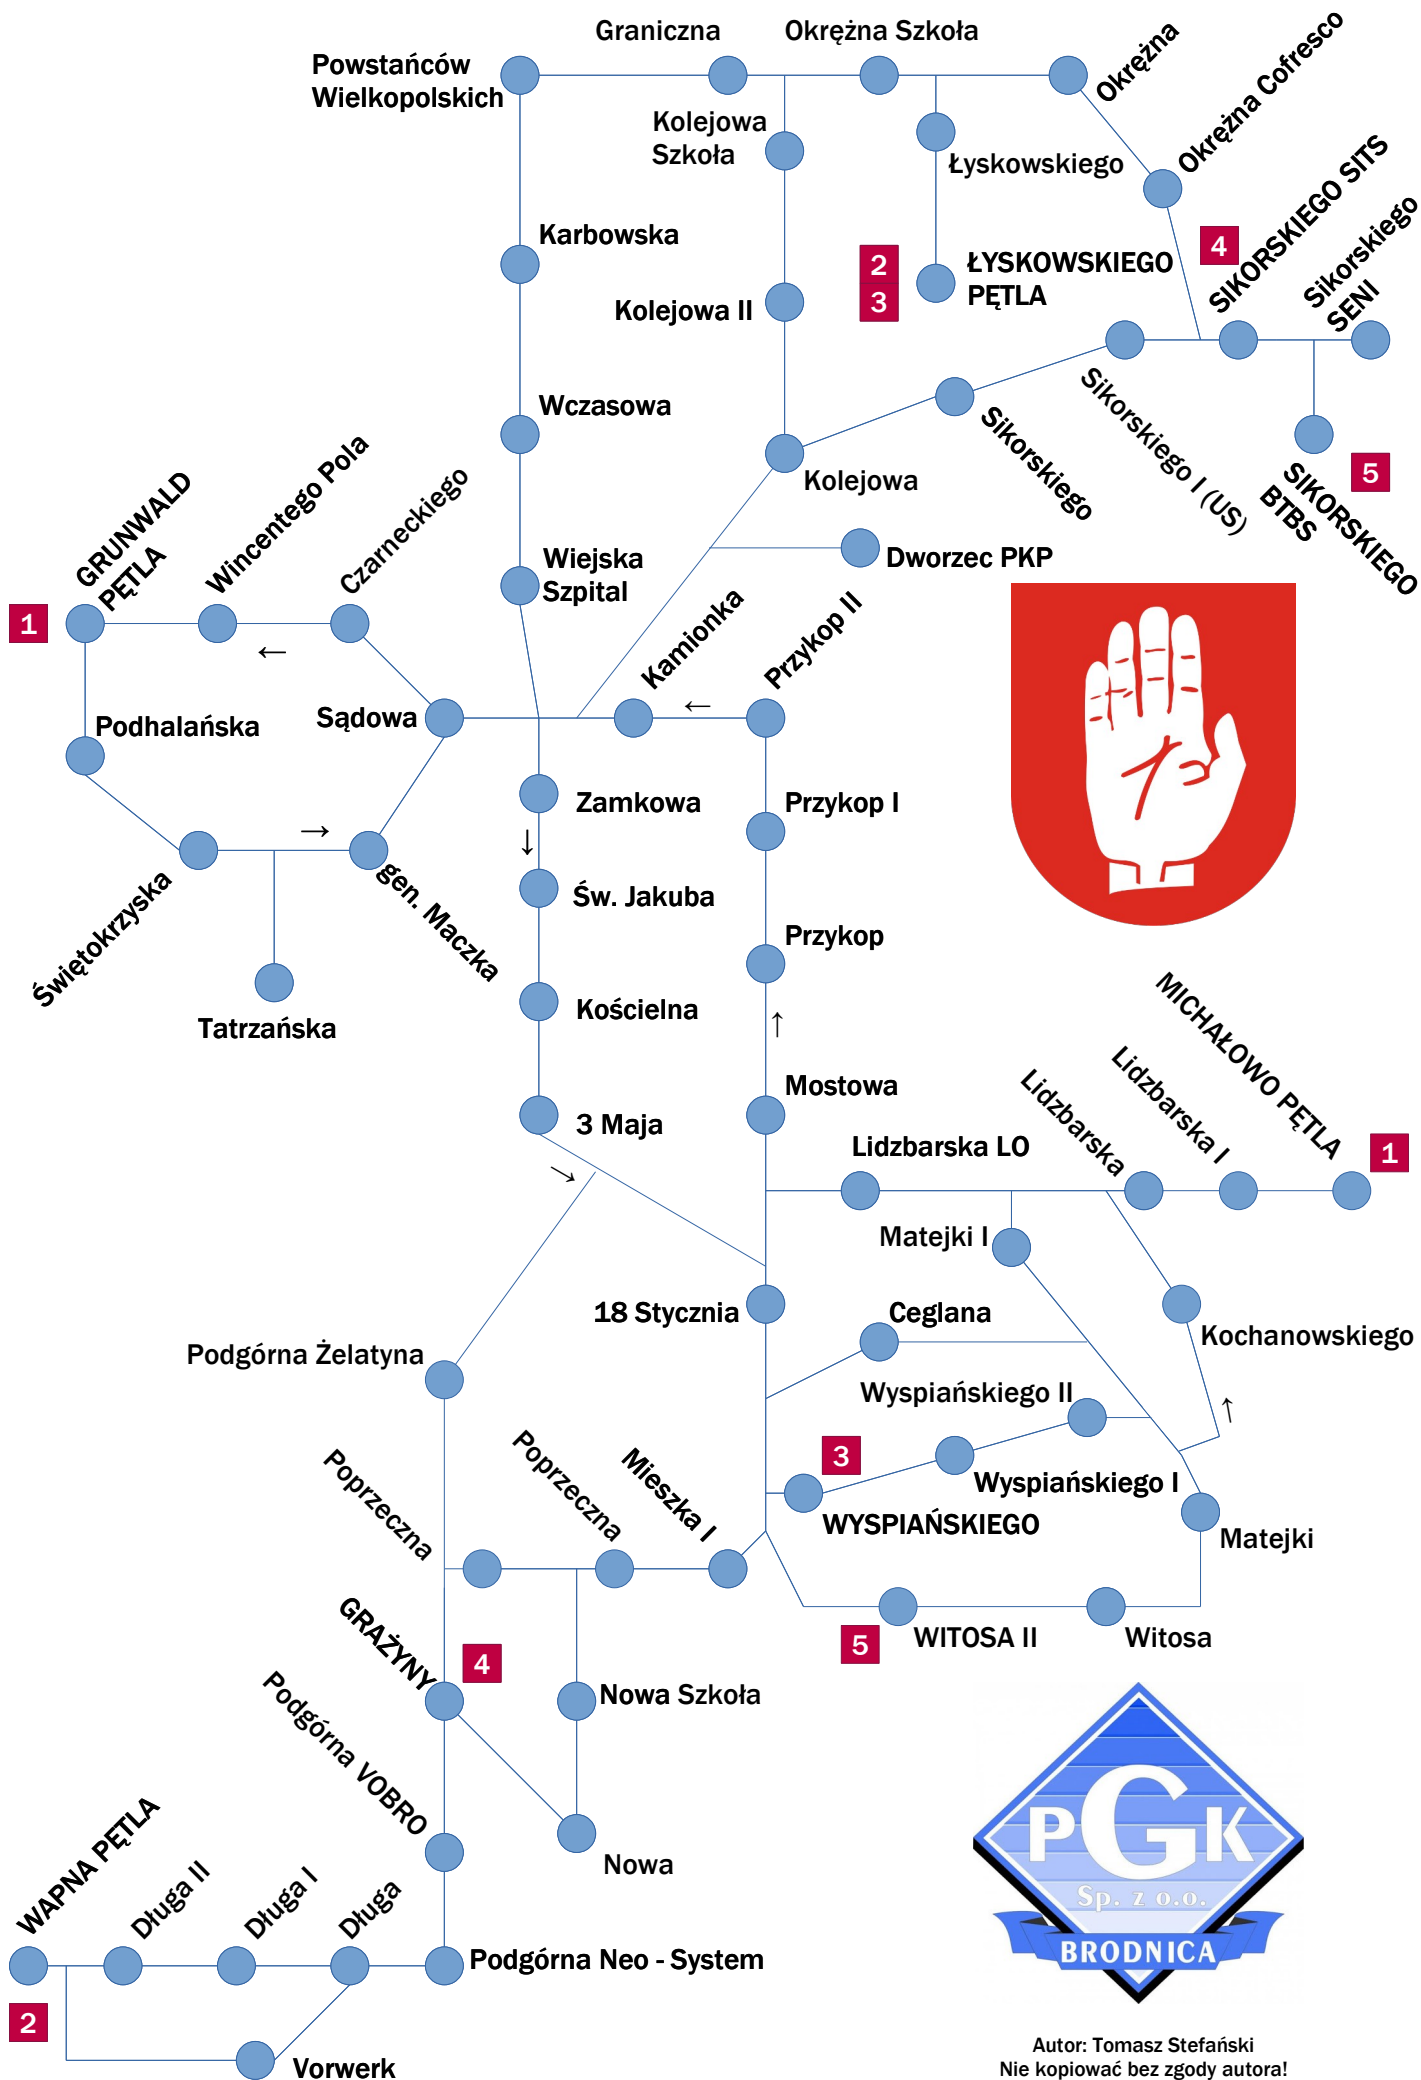 Graniczna
Okrężna Szkoła
Okrężna
Okrężna Cofresco
Powstańców
Wielkopolskich
Kolejowa
Szkoła
Łyskowskiego
SIKORSKIEGO SITS
Sikorskiego
SENI
Karbowska
2
3
ŁYSKOWSKIEGO
PĘTLA
4
Kolejowa II
Wczasowa
Sikorskiego
Sikorskiego I (US)
5
SIKORSKIEGO
BTBS
Kolejowa
GRUNWALD
PĘTLA
Wincentego Pola
Czarneckiego
Wiejska
Szpital
Dworzec PKP
1
←
Kamionka
Przykop II
←
Podhalańska
Sądowa
Zamkowa
Przykop I
→
↓
Świętokrzyska
gen. Maczka
Św. Jakuba
Przykop
Tatrzańska
Kościelna
↑
Mostowa
3 Maja
→
Lidzbarska LO
Lidzbarska
Lidzbarska I
MICHAŁOWO PĘTLA
1
Matejki I
18 Stycznia
Ceglana
Kochanowskiego
Podgórna Żelatyna
Wyspiańskiego II
↑
Poprzeczna
Poprzeczna
Mieszka I
3
Wyspiańskiego I
WYSPIAŃSKIEGO
Matejki
GRAŻYNY
4
5
WITOSA II
Witosa
Nowa Szkoła
Podgórna VOBRO
Nowa
WAPNA PĘTLA
Długa II
Długa I
Długa
Podgórna Neo - System
2
Vorwerk
PGK
Sp. z o.o.
BRODNICA
Autor: Tomasz Stefański
Nie kopiować bez zgody autora!